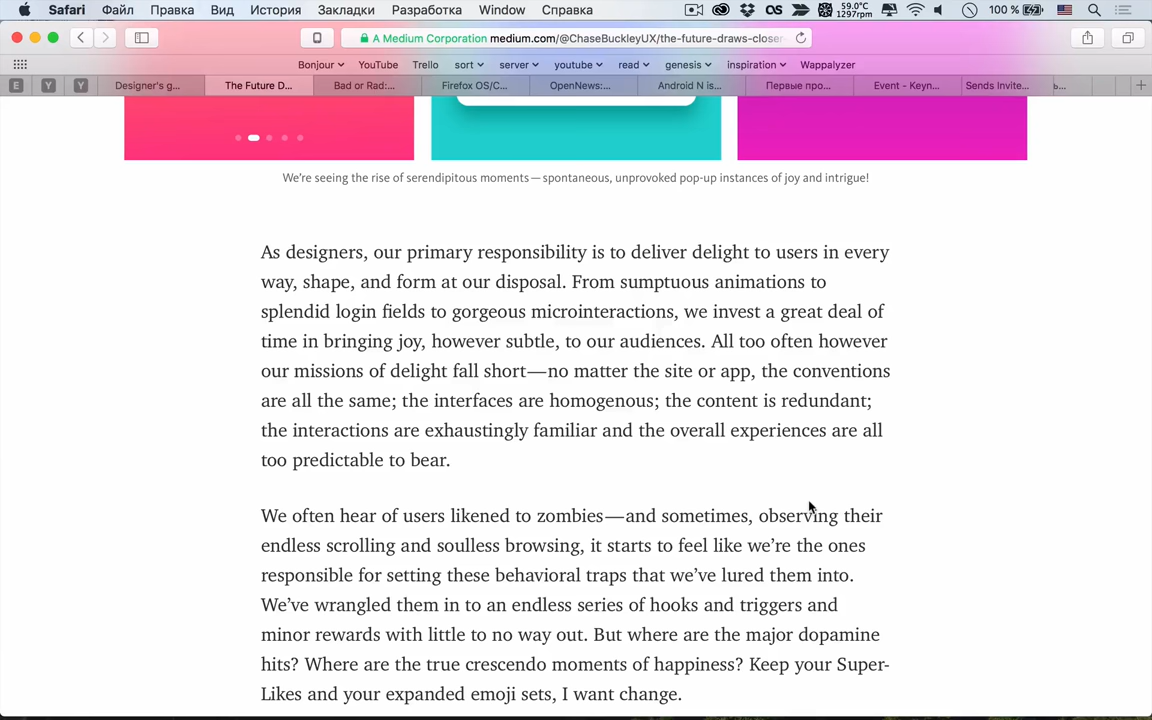 Safari Файл Правка Вид История Закладки Разработка Window Справка 59.0°C 1297rpm 100 %
A Medium Corporation medium.com/@ChaseBuckleyUX/the-future-draws-closer-
Bonjour YouTube Trello sort server youtube read genesis inspiration Wappalyzer
E Y Y Designer's g... The Future D... Bad or Rad:... Firefox OS/C... OpenNews:... Android N is... Первые про... Event - Keyn... Sends Invite...
We're seeing the rise of serendipitous moments — spontaneous, unprovoked pop-up instances of joy and intrigue!
As designers, our primary responsibility is to deliver delight to users in every
way, shape, and form at our disposal. From sumptuous animations to
splendid login fields to gorgeous microinteractions, we invest a great deal of
time in bringing joy, however subtle, to our audiences. All too often however
our missions of delight fall short—no matter the site or app, the conventions
are all the same; the interfaces are homogenous; the content is redundant;
the interactions are exhaustingly familiar and the overall experiences are all
too predictable to bear.
We often hear of users likened to zombies—and sometimes, observing their
endless scrolling and soulless browsing, it starts to feel like we're the ones
responsible for setting these behavioral traps that we've lured them into.
We've wrangled them in to an endless series of hooks and triggers and
minor rewards with little to no way out. But where are the major dopamine
hits? Where are the true crescendo moments of happiness? Keep your Super-
Likes and your expanded emoji sets, I want change.